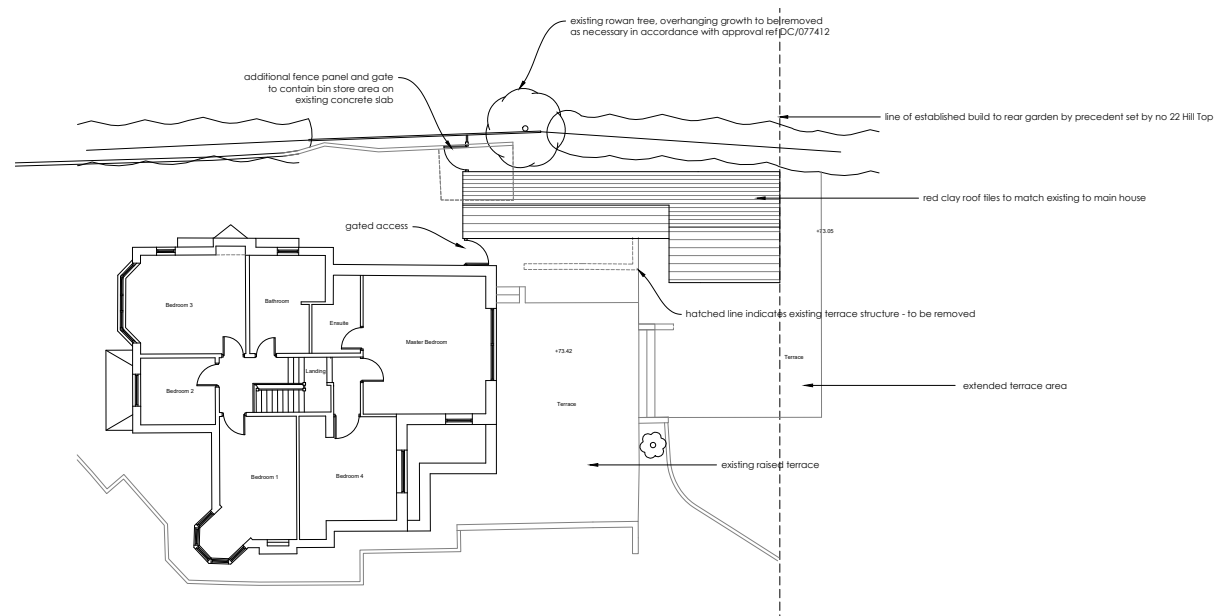 existing rowan tree, overhanging growth to be removed
as necessary in accordance with approval ref DC/077412
additional fence panel and gate
to contain bin store area on
existing concrete slab
line of established build to rear garden by precedent set by no 22 Hill Top
red clay roof tiles to match existing to main house
gated access
+73.05
Bedroom 3
Bathroom
Ensuite
Master Bedroom
hatched line indicates existing terrace structure - to be removed
+73.42
Terrace
Landing
Bedroom 2
extended terrace area
Terrace
existing raised terrace
Bedroom 1
Bedroom 4